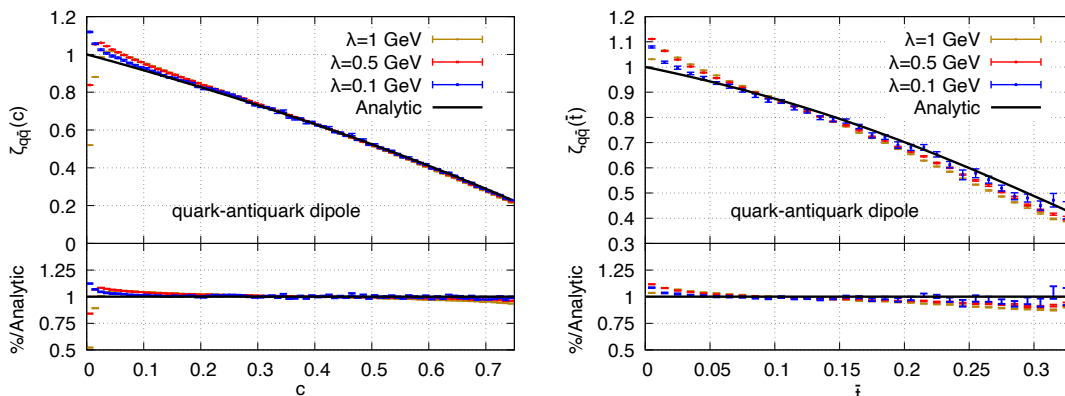 ζqq̄(c)
1.2
1
0.8
0.6
0.4
0.2
0
λ=1 GeV
λ=0.5 GeV
λ=0.1 GeV
Analytic
quark-antiquark dipole
%/Analytic
1.25
1
0.75
0.5
0 0.1 0.2 0.3 0.4 0.5 0.6 0.7
c
ζqq̄(t̄)
1.2
1.1
1
0.9
0.8
0.7
0.6
0.5
0.4
0.3
λ=1 GeV
λ=0.5 GeV
λ=0.1 GeV
Analytic
quark-antiquark dipole
%/Analytic
1.25
1
0.75
0.5
0 0.05 0.1 0.15 0.2 0.25 0.3
t̄